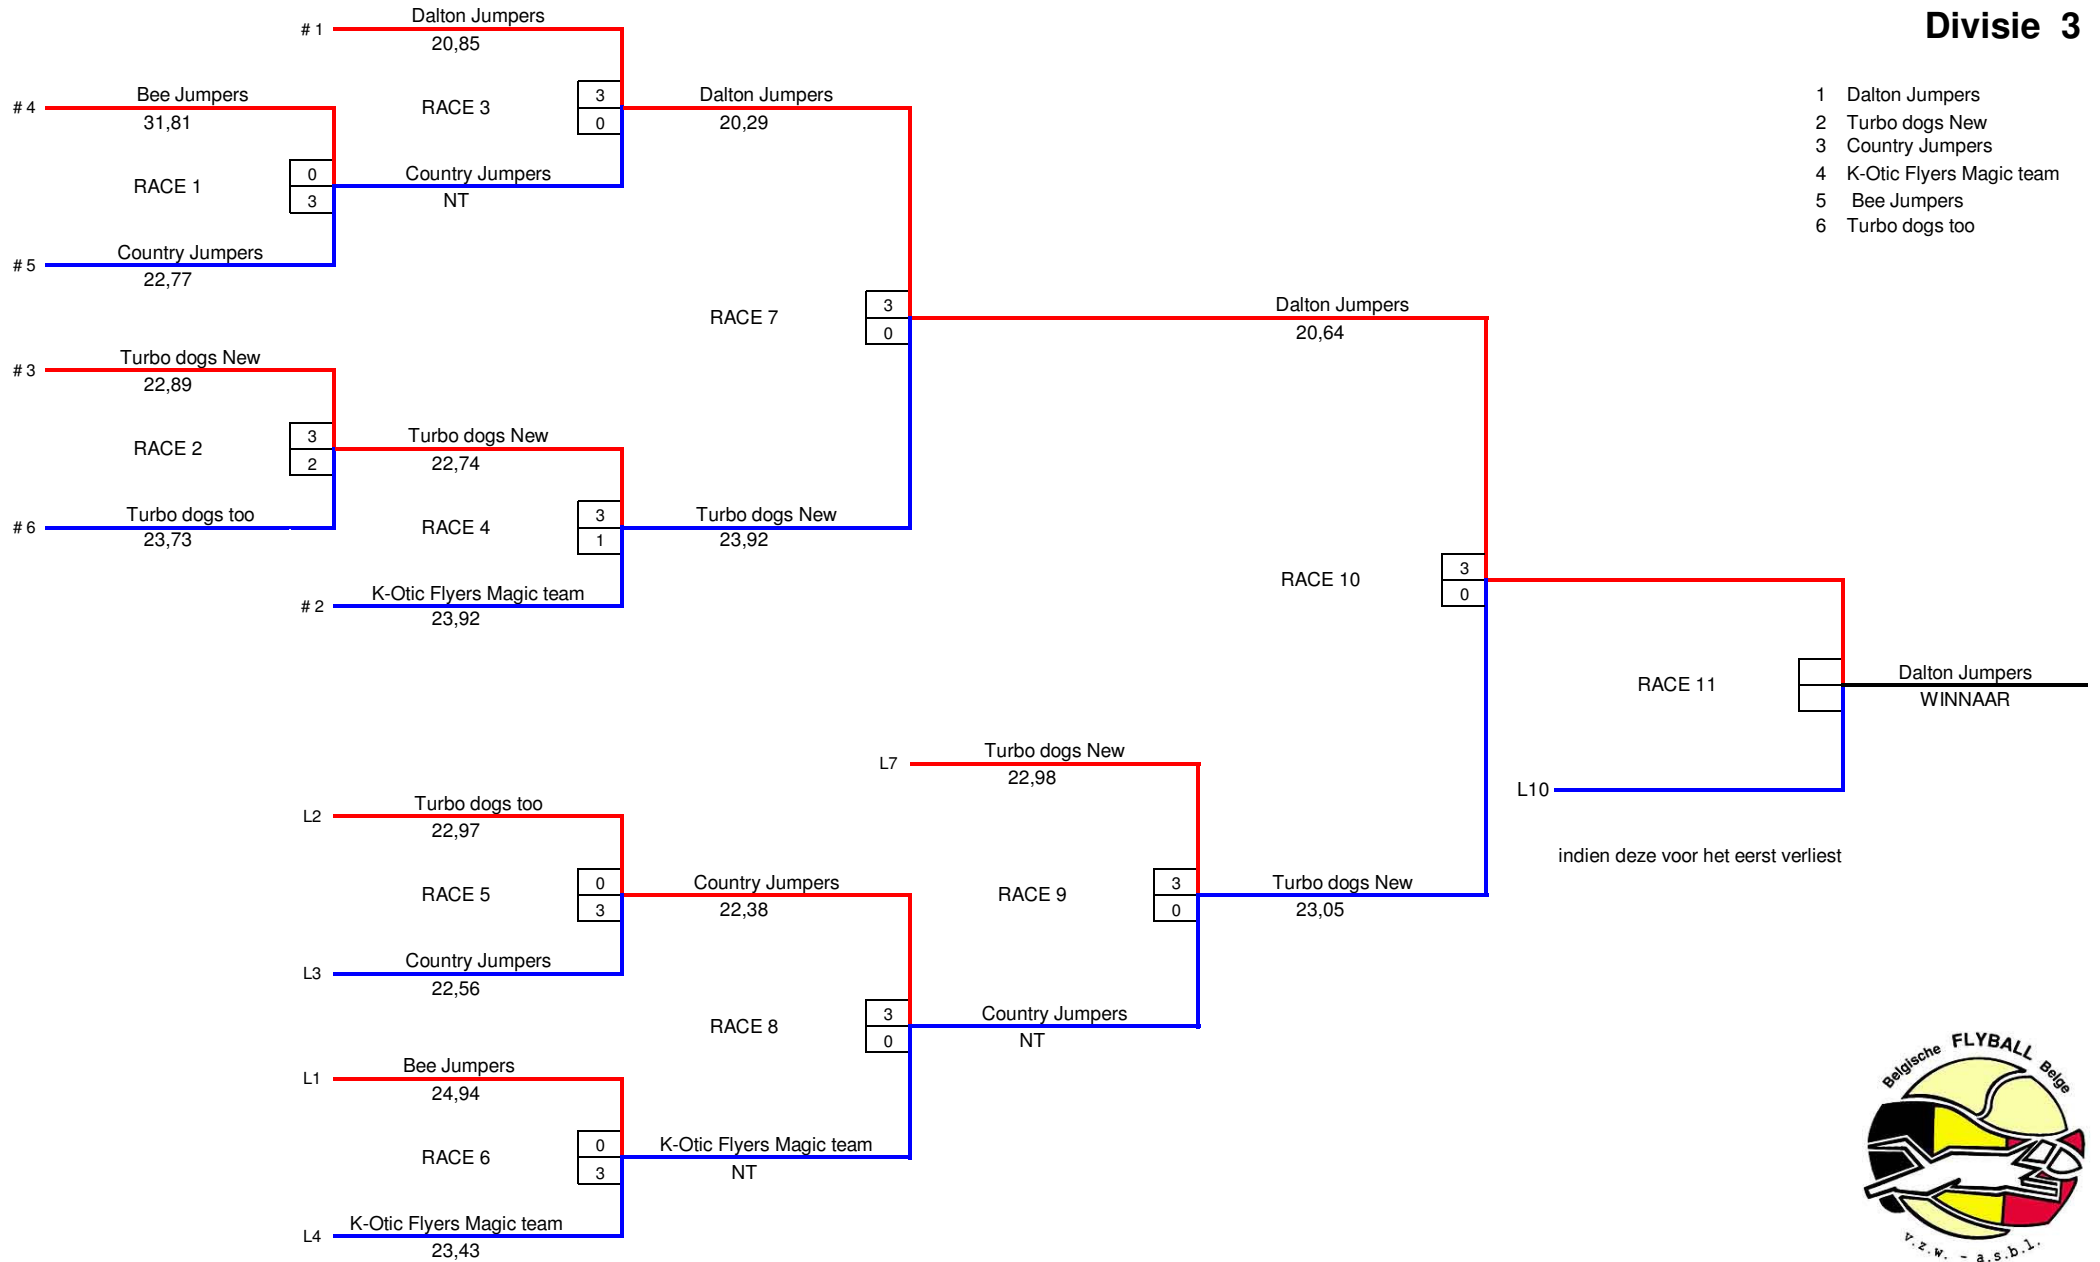 Divisie 3
1 Dalton Jumpers
2 Turbo dogs New
3 Country Jumpers
4 K-Otic Flyers Magic team
5 Bee Jumpers
6 Turbo dogs too
# 1 Dalton Jumpers
20,85
# 4 Bee Jumpers
31,81
RACE 3 3 0
Dalton Jumpers
20,29
RACE 1 0 3
Country Jumpers
NT
# 5 Country Jumpers
22,77
RACE 7 3 0
Dalton Jumpers
20,64
# 3 Turbo dogs New
22,89
RACE 2 3 2
Turbo dogs New
22,74
# 6 Turbo dogs too
23,73
RACE 4 3 1
Turbo dogs New
23,92
# 2 K-Otic Flyers Magic team
23,92
RACE 10 3 0
RACE 11
Dalton Jumpers
WINNAAR
L7 Turbo dogs New
22,98
L10
indien deze voor het eerst verliest
L2 Turbo dogs too
22,97
RACE 5 0 3
Country Jumpers
22,38
RACE 9 3 0
Turbo dogs New
23,05
L3 Country Jumpers
22,56
RACE 8 3 0
Country Jumpers
NT
L1 Bee Jumpers
24,94
RACE 6 0 3
K-Otic Flyers Magic team
NT
L4 K-Otic Flyers Magic team
23,43
Belgische FLYBALL Belge
v.z.w. - a.s.b.l.